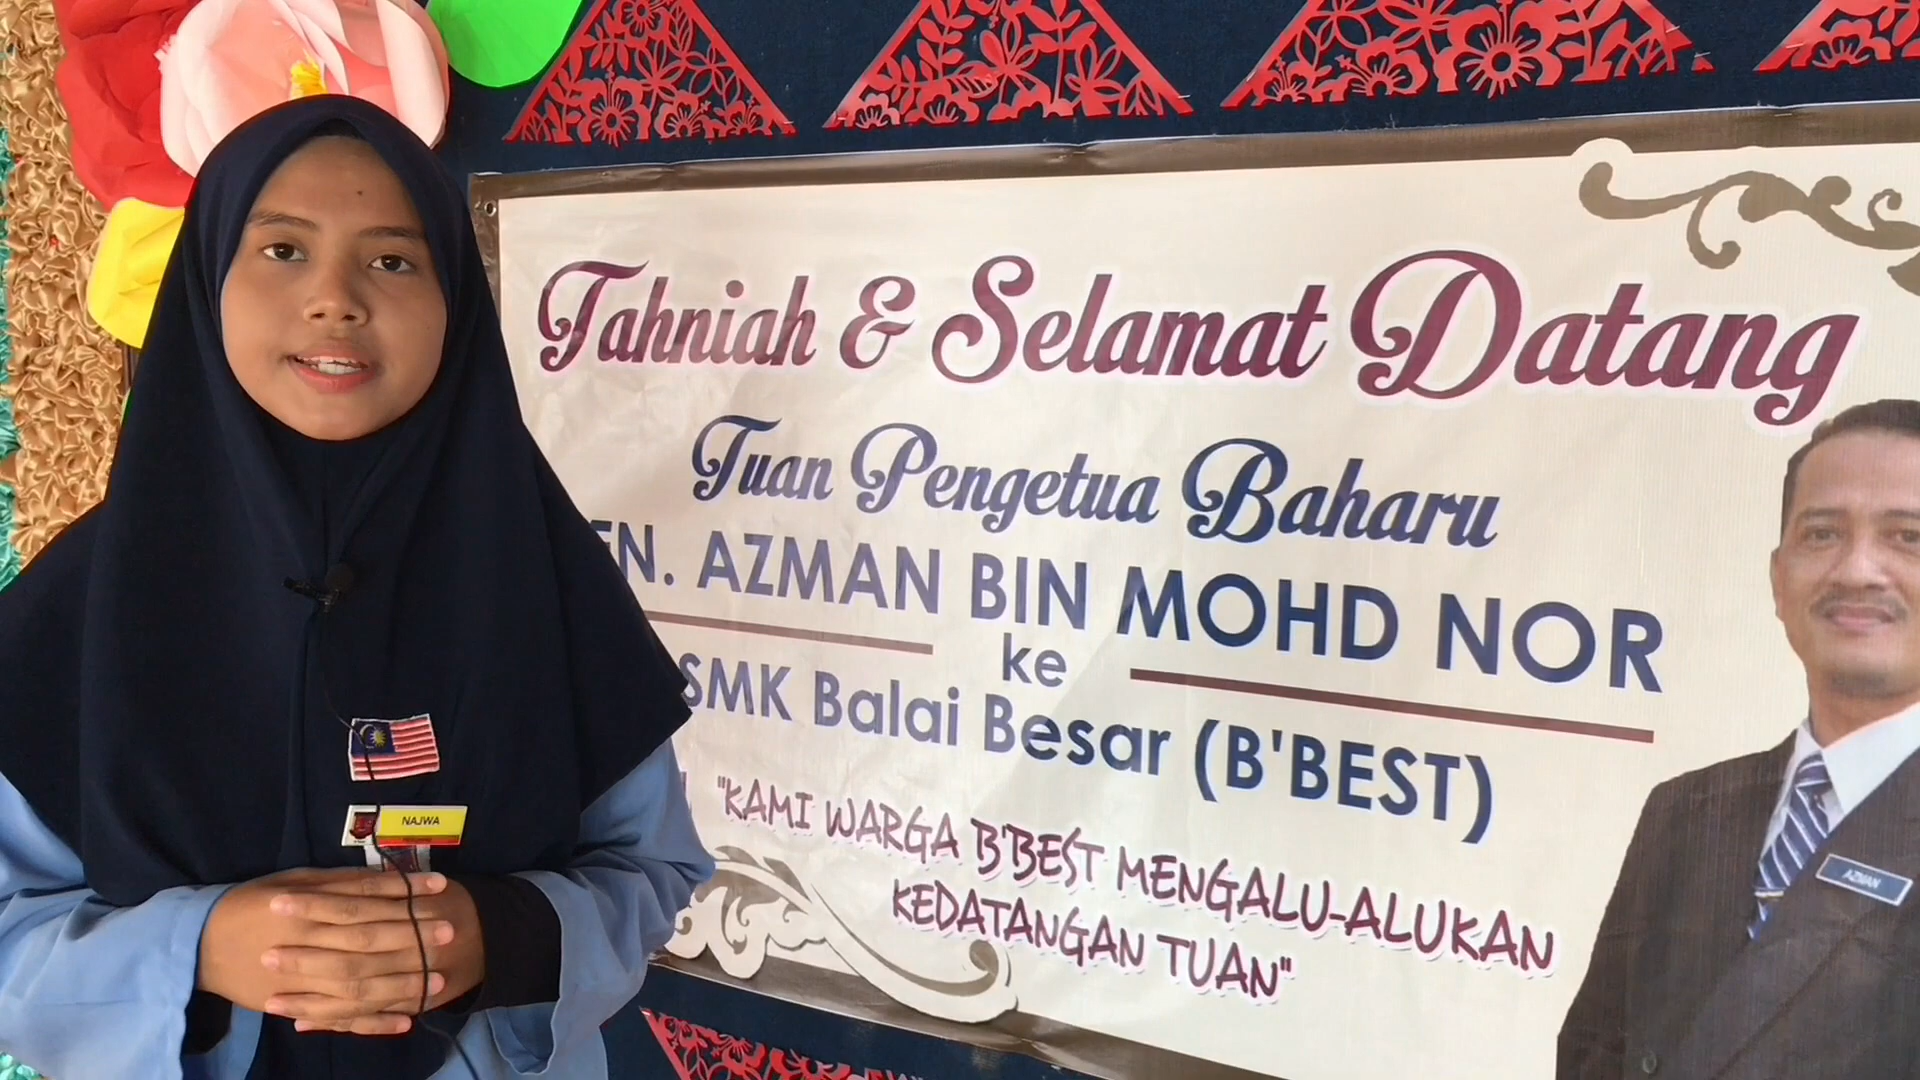 Tahniah & Selamat Datang
Tuan Pengetua Baharu
EN. AZMAN BIN MOHD NOR
ke
SMK Balai Besar (B'BEST)
"KAMI WARGA B'BEST MENGALU-ALUKAN
KEDATANGAN TUAN"
AZMAN
NAJWA